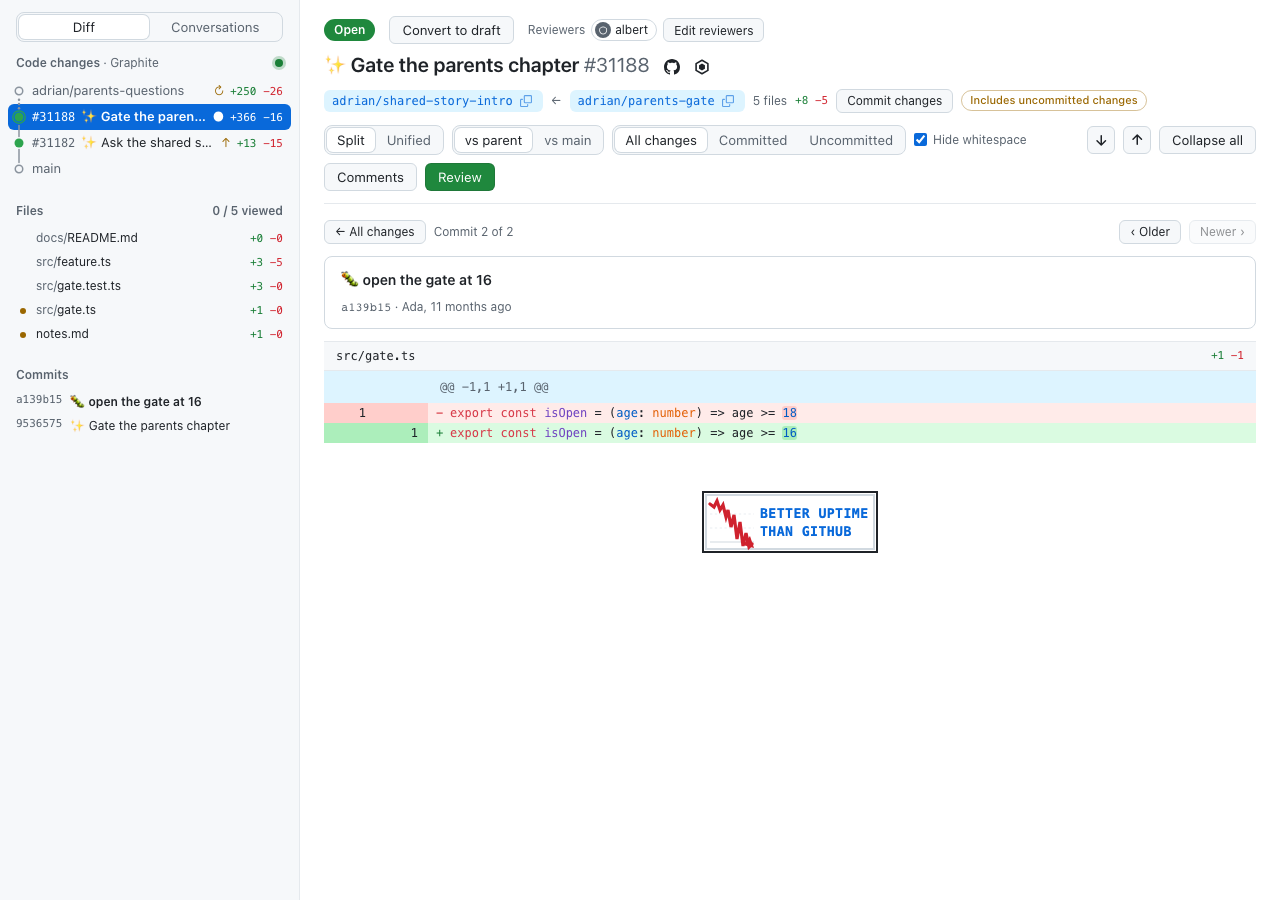 Diff Conversations
Code changes · Graphite
adrian/parents-questions +250 −26
#31188 ✨ Gate the paren... +366 −16
#31182 ✨ Ask the shared s... ↑ +13 −15
main
Files 0 / 5 viewed
docs/README.md +0 −0
src/feature.ts +3 −5
src/gate.test.ts +3 −0
src/gate.ts +1 −0
notes.md +1 −0
Commits
a139b15 🐛 open the gate at 16
9536575 ✨ Gate the parents chapter
Open Convert to draft Reviewers albert Edit reviewers
✨ Gate the parents chapter #31188
adrian/shared-story-intro ← adrian/parents-gate 5 files +8 −5 Commit changes Includes uncommitted changes
Split Unified vs parent vs main All changes Committed Uncommitted Hide whitespace ↓ ↑ Collapse all
Comments Review
← All changes Commit 2 of 2 ‹ Older Newer ›
🐛 open the gate at 16
a139b15 · Ada, 11 months ago
src/gate.ts +1 −1
@@ −1,1 +1,1 @@
1 − export const isOpen = (age: number) => age >= 18
1 + export const isOpen = (age: number) => age >= 16
BETTER UPTIME
THAN GITHUB